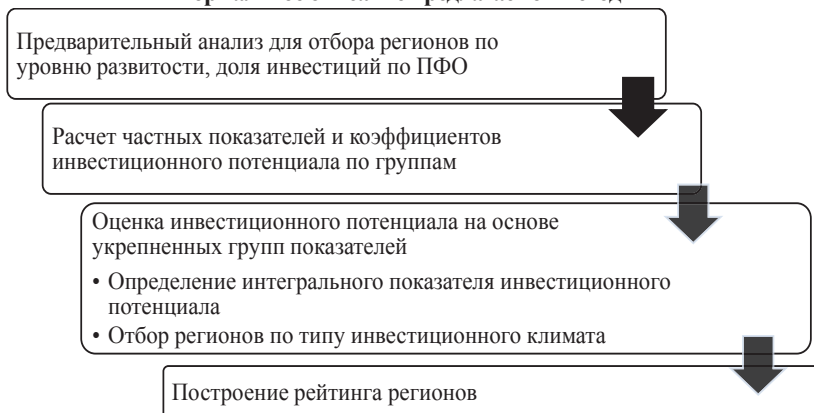 Предварительный анализ для отбора регионов по
уровню развитости, доля инвестиций по ПФО
Расчет частных показателей и коэффициентов
инвестиционного потенциала по группам
Оценка инвестиционного потенциала на основе
укрепненных групп показателей
• Определение интегрального показателя инвестиционного
потенциала
• Отбор регионов по типу инвестиционного климата
Построение рейтинга регионов